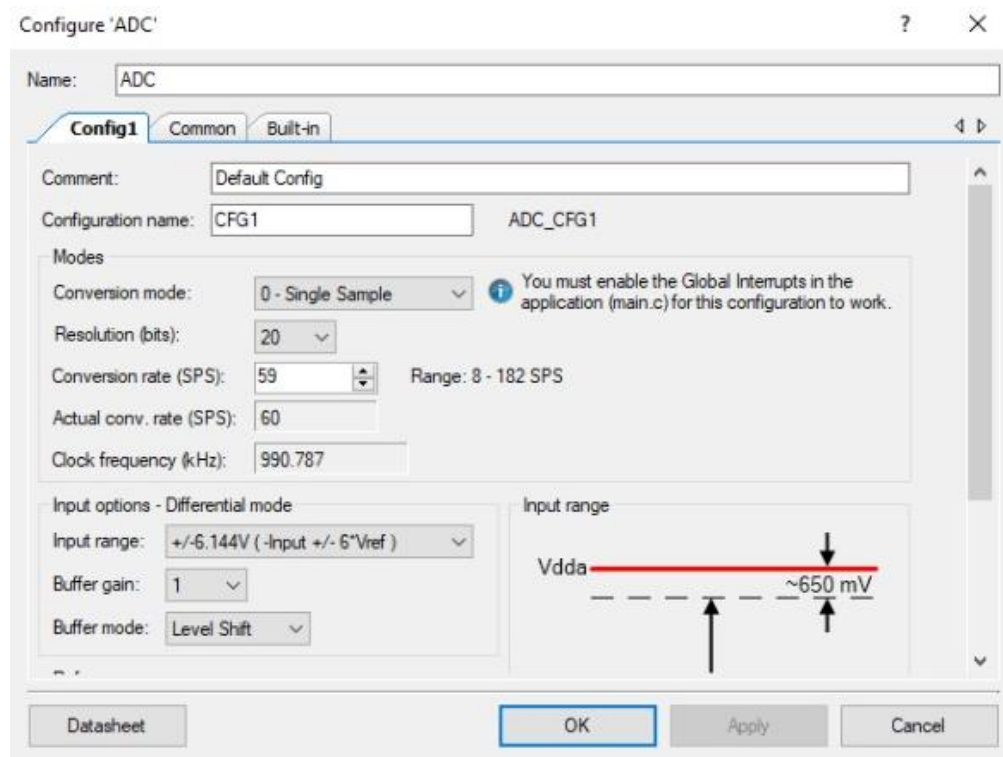 Configure 'ADC'
?
Name:
ADC
Config1
Common
Built-in
Comment:
Default Config
Configuration name:
CFG1
ADC_CFG1
Modes
Conversion mode:
0 - Single Sample
You must enable the Global Interrupts in the
application (main.c) for this configuration to work.
Resolution (bits):
20
Conversion rate (SPS):
59
Range: 8 - 182 SPS
Actual conv. rate (SPS):
60
Clock frequency (kHz):
990.787
Input options - Differential mode
Input range:
+/-6.144V ( -Input +/- 6*Vref )
Buffer gain:
1
Buffer mode:
Level Shift
Input range
Vdda
~650 mV
Datasheet
OK
Apply
Cancel